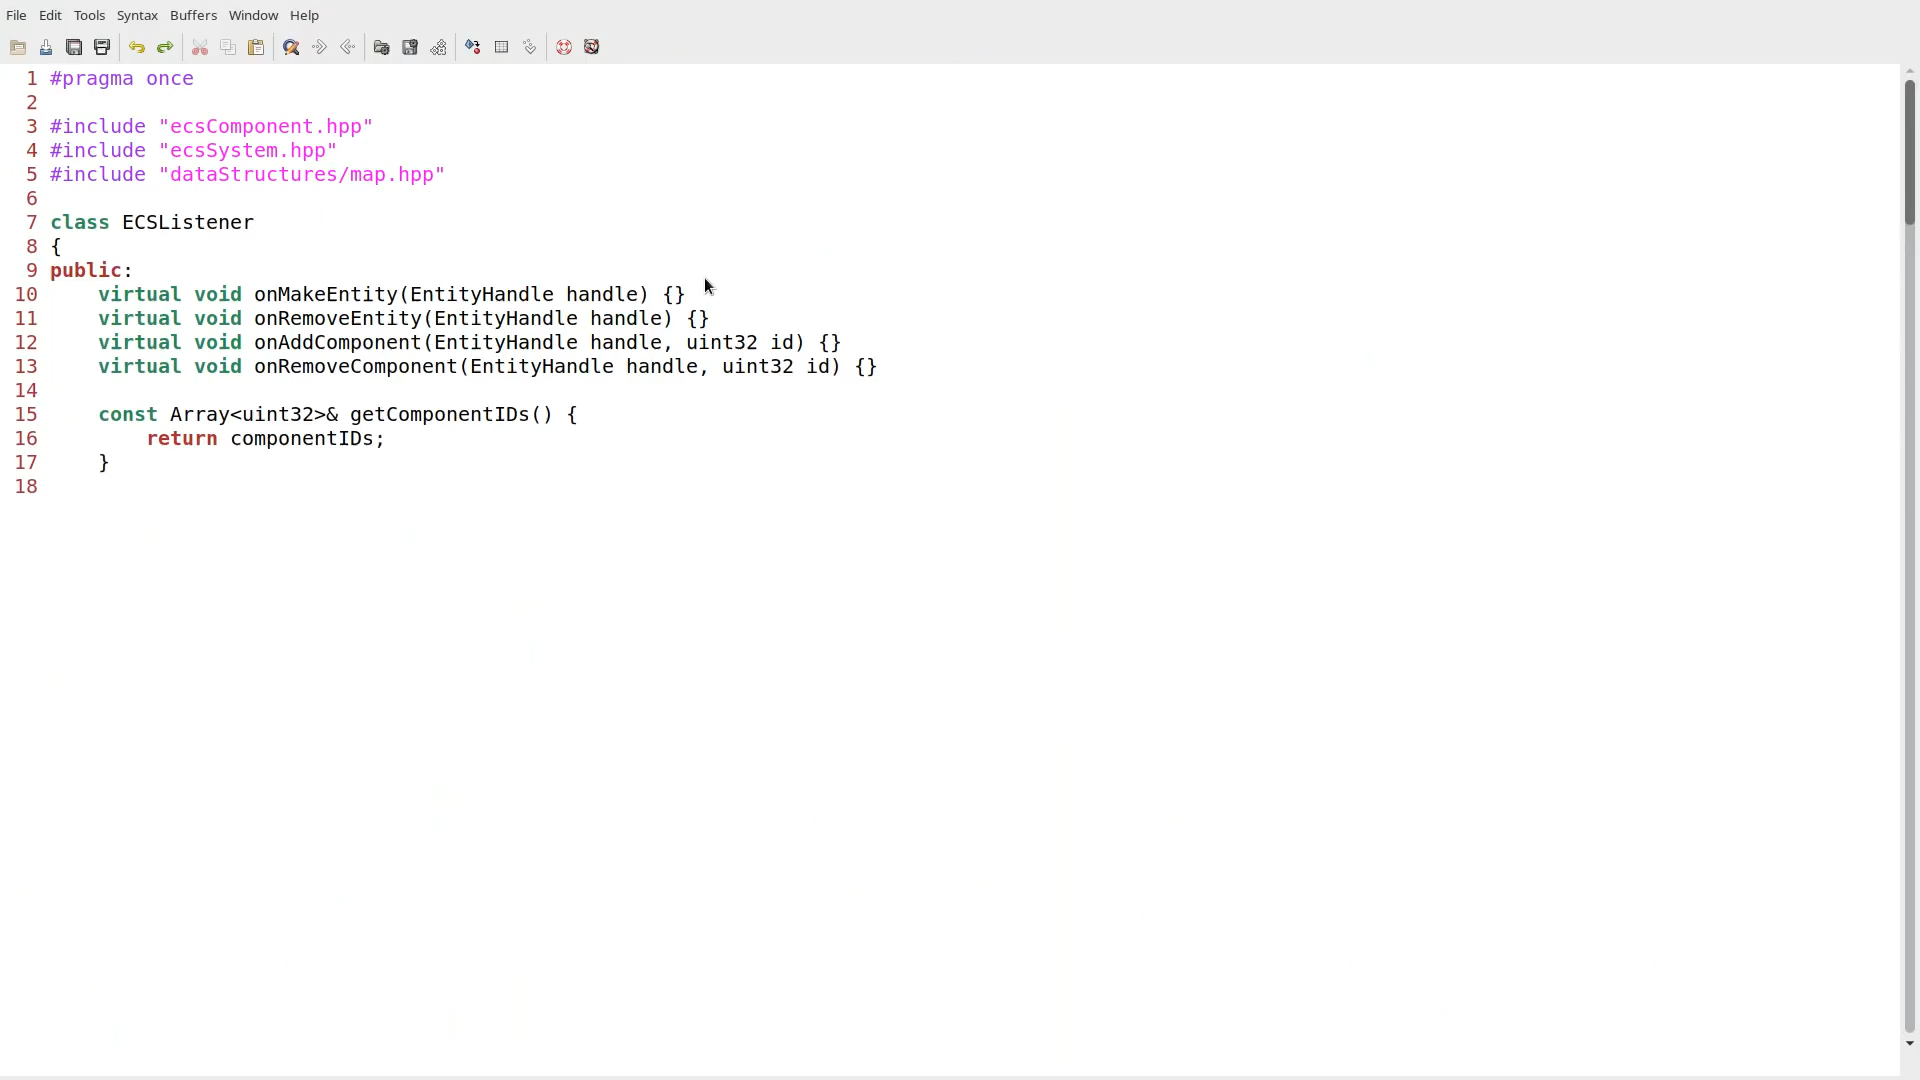 File Edit Tools Syntax Buffers Window Help
1 #pragma once
2
3 #include "ecsComponent.hpp"
4 #include "ecsSystem.hpp"
5 #include "dataStructures/map.hpp"
6
7 class ECSListener
8 {
9 public:
10     virtual void onMakeEntity(EntityHandle handle) {}
11     virtual void onRemoveEntity(EntityHandle handle) {}
12     virtual void onAddComponent(EntityHandle handle, uint32 id) {}
13     virtual void onRemoveComponent(EntityHandle handle, uint32 id) {}
14
15     const Array<uint32>& getComponentIDs() {
16         return componentIDs;
17     }
18